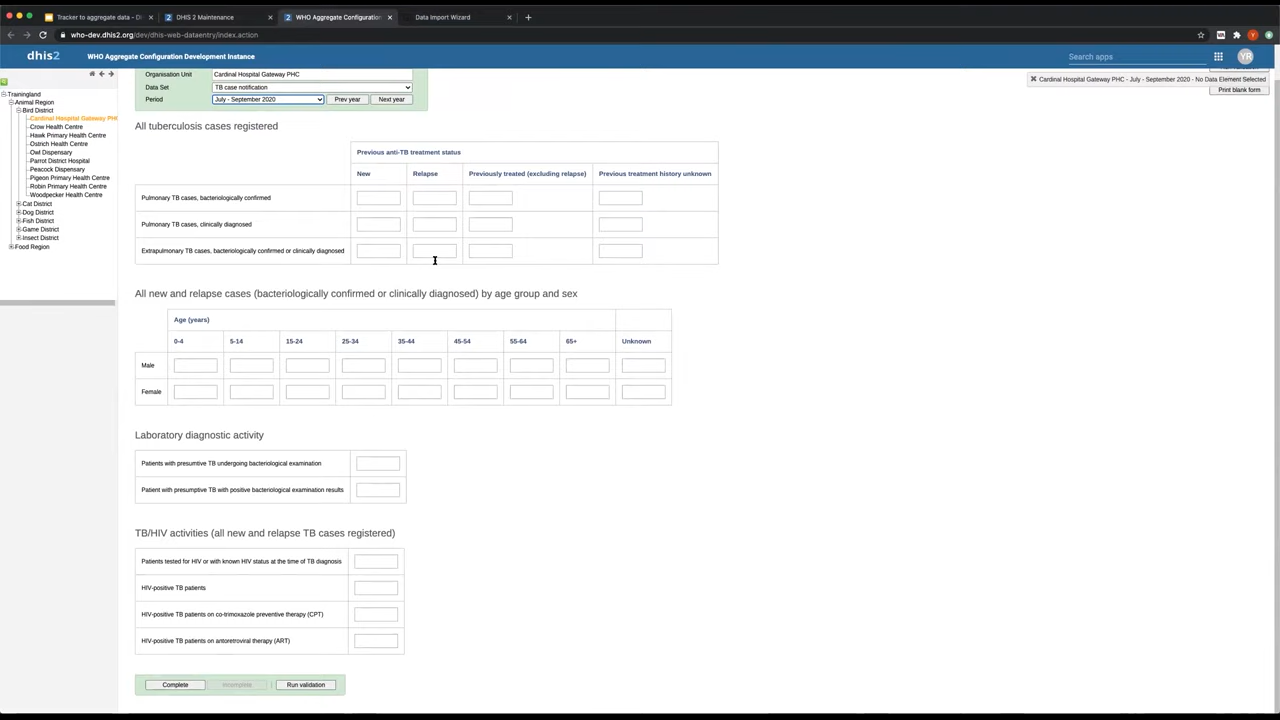 Tracker to aggregate data – D
DHIS 2 Maintenance
WHO Aggregate Configuration
Data Import Wizard
who-dev.dhis2.org/dev/dhis-web-dataentry/index.action
dhis2 WHO Aggregate Configuration Development Instance
Search apps
YR
Organisation Unit Cardinal Hospital Gateway PHC
Data Set TB case notification
Period July - September 2020 Prev year Next year
Cardinal Hospital Gateway PHC - July - September 2020 - No Data Element Selected
Print blank form
Trainingland
Animal Region
Bird District
Cardinal Hospital Gateway PHC
Crow Health Centre
Hawk Primary Health Centre
Ostrich Health Centre
Owl Dispensary
Parrot District Hospital
Peacock Dispensary
Pigeon Primary Health Centre
Robin Primary Health Centre
Woodpecker Health Centre
Cat District
Dog District
Fish District
Game District
Insect District
Food Region
All tuberculosis cases registered
Previous anti-TB treatment status
New Relapse Previously treated (excluding relapse) Previous treatment history unknown
Pulmonary TB cases, bacteriologically confirmed
Pulmonary TB cases, clinically diagnosed
Extrapulmonary TB cases, bacteriologically confirmed or clinically diagnosed
All new and relapse cases (bacteriologically confirmed or clinically diagnosed) by age group and sex
Age (years)
0-4 5-14 15-24 25-34 35-44 45-54 55-64 65+ Unknown
Male
Female
Laboratory diagnostic activity
Patients with presumtive TB undergoing bacteriological examination
Patient with presumptive TB with positive bacteriological examination results
TB/HIV activities (all new and relapse TB cases registered)
Patients tested for HIV or with known HIV status at the time of TB diagnosis
HIV-positive TB patients
HIV-positive TB patients on co-trimoxazole preventive therapy (CPT)
HIV-positive TB patients on antoretroviral therapy (ART)
Complete Incomplete Run validation